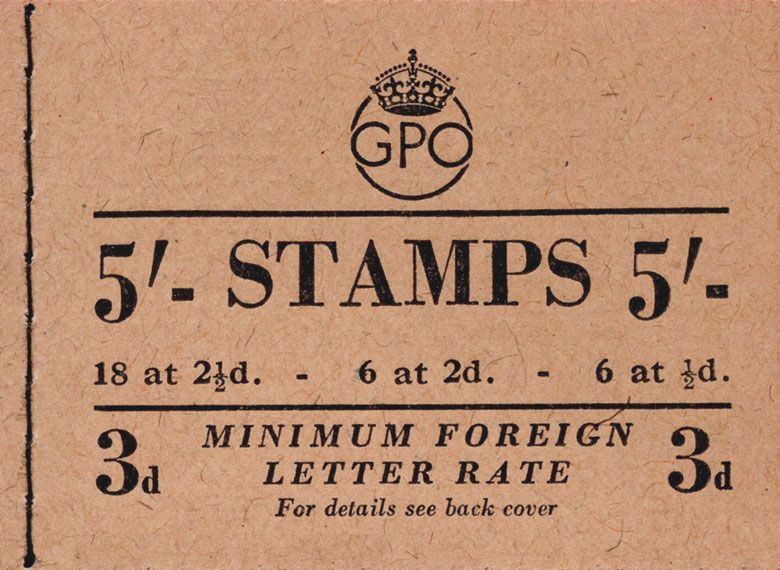 GPO
5/- STAMPS 5/-
18 at 2½d. - 6 at 2d. - 6 at ½d.
3d MINIMUM FOREIGN 3d
LETTER RATE
For details see back cover